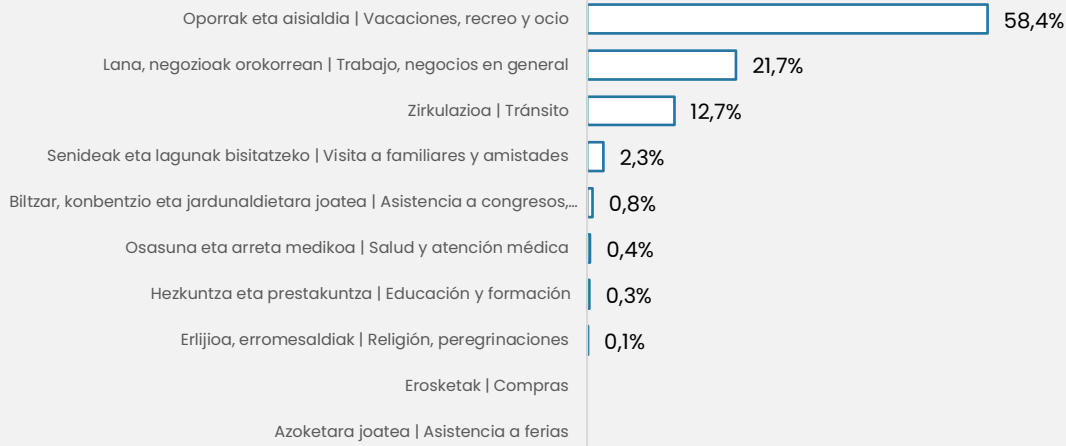 Oporrak eta aisialdia | Vacaciones, recreo y ocio 58,4%
Lana, negozioak orokorrean | Trabajo, negocios en general 21,7%
Zirkulazioa | Tránsito 12,7%
Senideak eta lagunak bisitatzeko | Visita a familiares y amistades 2,3%
Biltzar, konbentzio eta jardunaldietara joatea | Asistencia a congresos,... 0,8%
Osasuna eta arreta medikoa | Salud y atención médica 0,4%
Hezkuntza eta prestakuntza | Educación y formación 0,3%
Erlijioa, erromesaldiak | Religión, peregrinaciones 0,1%
Erosketak | Compras
Azoketara joatea | Asistencia a ferias